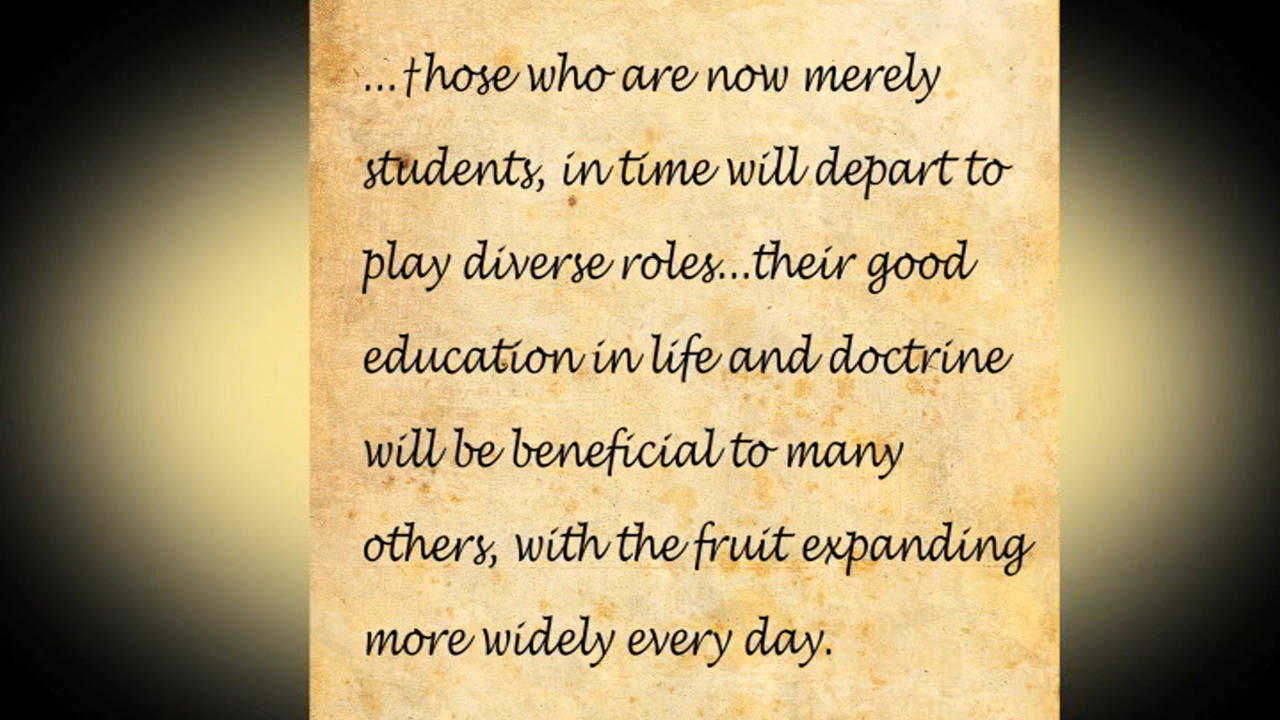 ...those who are now merely
students, in time will depart to
play diverse roles...their good
education in life and doctrine
will be beneficial to many
others, with the fruit expanding
more widely every day.